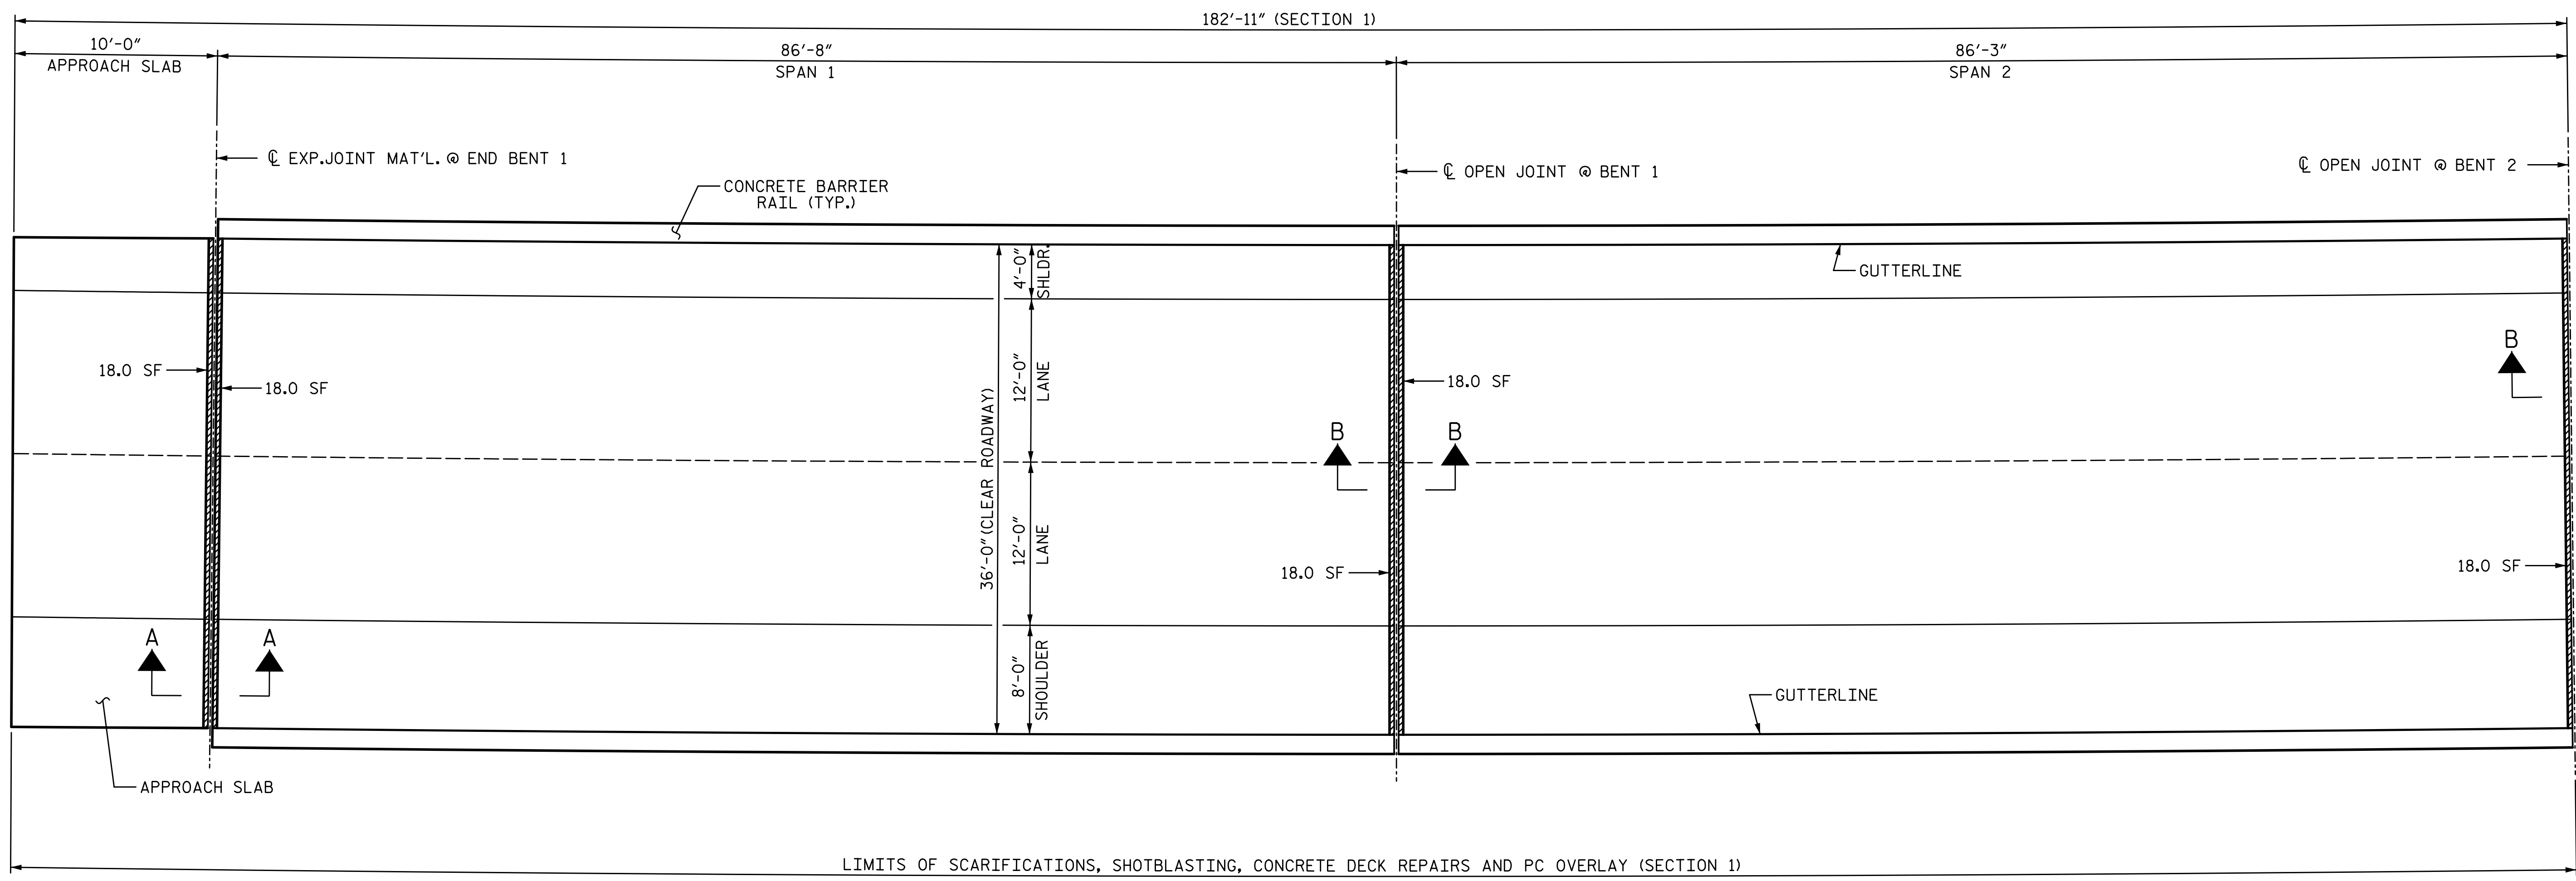 182'-11" (SECTION 1)
10'-0"
APPROACH SLAB
86'-8"
SPAN 1
86'-3"
SPAN 2
℄ EXP.JOINT MAT'L. @ END BENT 1
℄ OPEN JOINT @ BENT 1
℄ OPEN JOINT @ BENT 2
CONCRETE BARRIER
RAIL (TYP.)
4'-0"
SHLDR.
GUTTERLINE
18.0 SF
18.0 SF
12'-0"
LANE
18.0 SF
B
36'-0" (CLEAR ROADWAY)
B
B
12'-0"
LANE
18.0 SF
18.0 SF
A
A
8'-0"
SHOULDER
GUTTERLINE
APPROACH SLAB
LIMITS OF SCARIFICATIONS, SHOTBLASTING, CONCRETE DECK REPAIRS AND PC OVERLAY (SECTION 1)